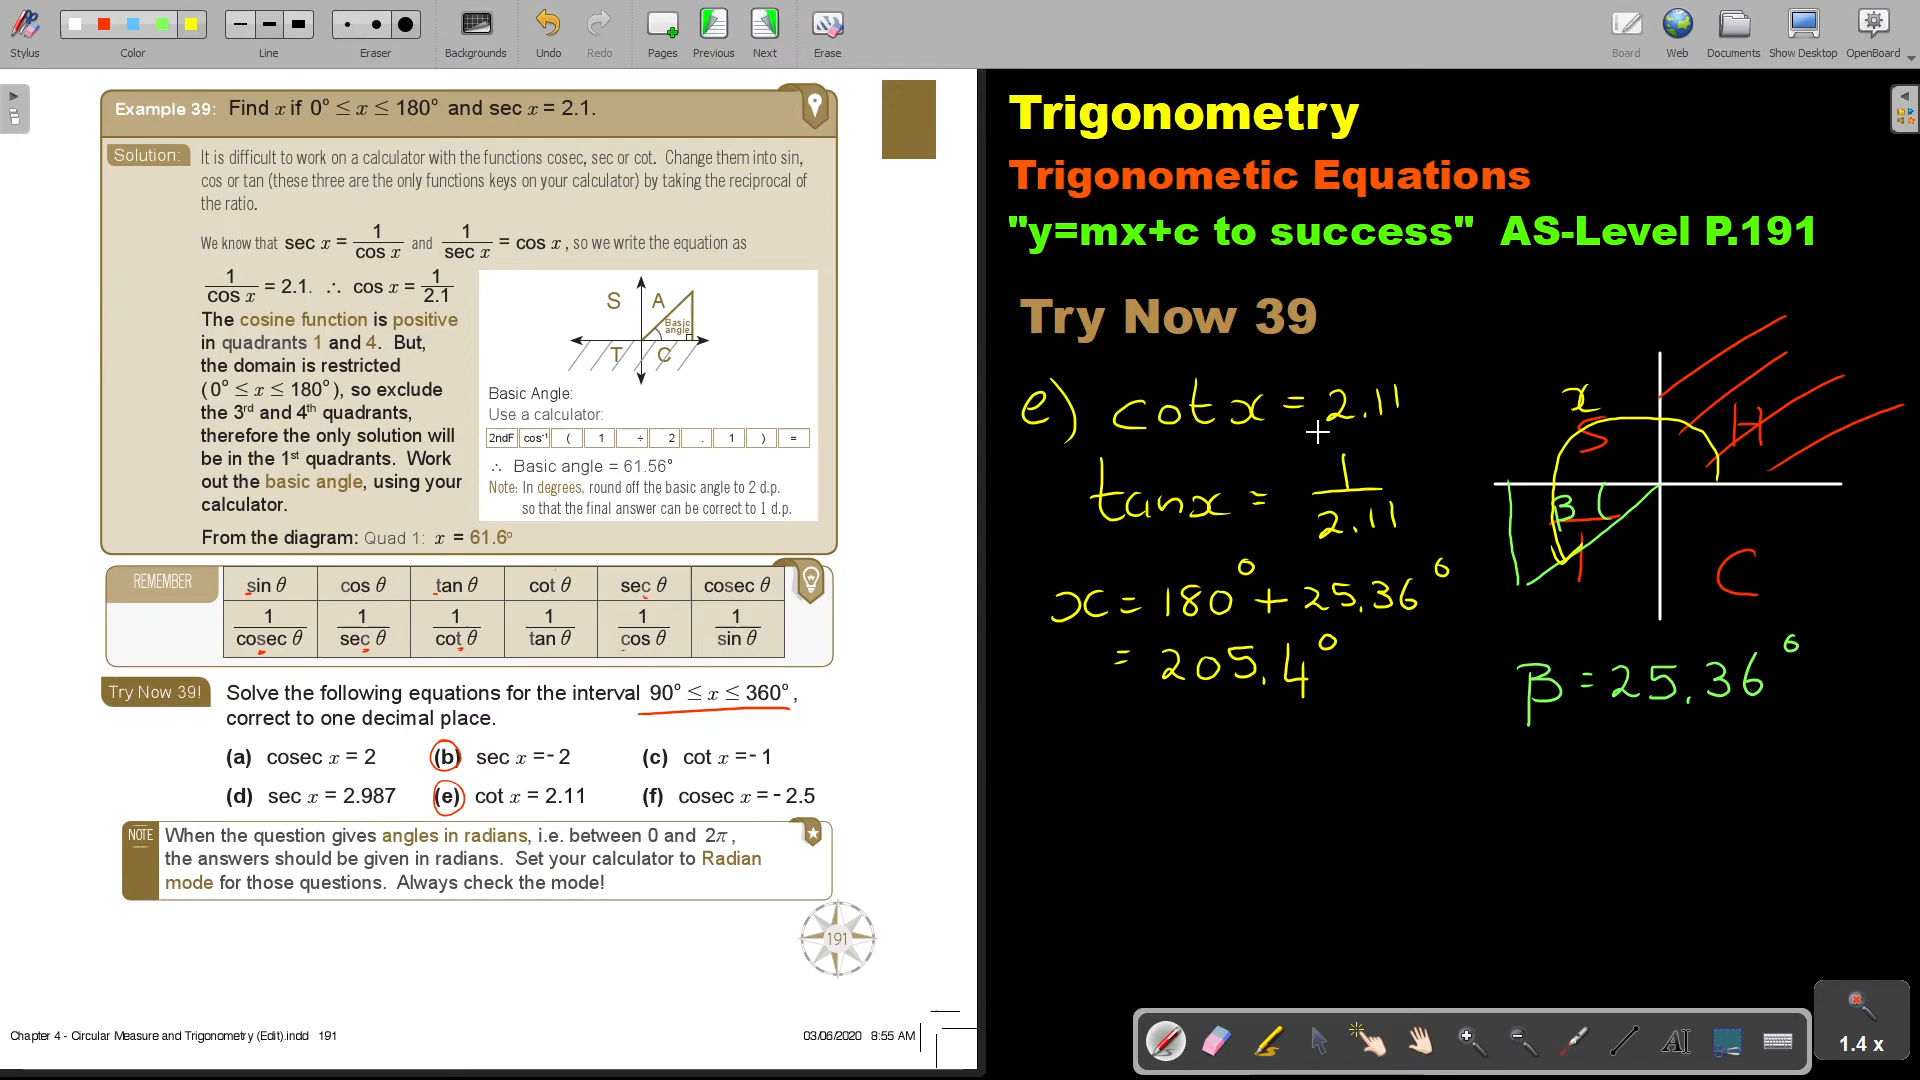 Stylus Color Line Eraser Backgrounds Undo Redo Pages Previous Next Erase Board Web Documents Show Desktop OpenBoard
Example 39: Find x if 0° ≤ x ≤ 180° and sec x = 2.1.
Solution: It is difficult to work on a calculator with the functions cosec, sec or cot. Change them into sin,
cos or tan (these three are the only functions keys on your calculator) by taking the reciprocal of
the ratio.
We know that sec x = 1/cos x and 1/sec x = cos x, so we write the equation as
1/cos x = 2.1. ∴ cos x = 1/2.1
The cosine function is positive
in quadrants 1 and 4. But,
the domain is restricted
(0° ≤ x ≤ 180°), so exclude
the 3rd and 4th quadrants,
therefore the only solution will
be in the 1st quadrants. Work
out the basic angle, using your
calculator.
S A
Basic
angle
T C
Basic Angle:
Use a calculator:
2ndF cos⁻¹ ( 1 ÷ 2 . 1 ) =
∴ Basic angle = 61.56°
Note: In degrees, round off the basic angle to 2 d.p.
so that the final answer can be correct to 1 d.p.
From the diagram: Quad 1: x = 61.6°
REMEMBER sin θ cos θ tan θ cot θ sec θ cosec θ
1/cosec θ 1/sec θ 1/cot θ 1/tan θ 1/cos θ 1/sin θ
Try Now 39! Solve the following equations for the interval 90° ≤ x ≤ 360°,
correct to one decimal place.
(a) cosec x = 2 (b) sec x =- 2 (c) cot x =- 1
(d) sec x = 2.987 (e) cot x = 2.11 (f) cosec x =- 2.5
NOTE When the question gives angles in radians, i.e. between 0 and 2π,
the answers should be given in radians. Set your calculator to Radian
mode for those questions. Always check the mode!
191
Chapter 4 - Circular Measure and Trigonometry (Edit).indd 191 03/06/2020 8:55 AM
Trigonometry
Trigonometic Equations
"y=mx+c to success" AS-Level P.191
Try Now 39
e) cot x = 2.11
tan x = 1/2.11
x = 180° + 25.36°
= 205.4°
x
S A
β
T C
β = 25.36°
1.4 x